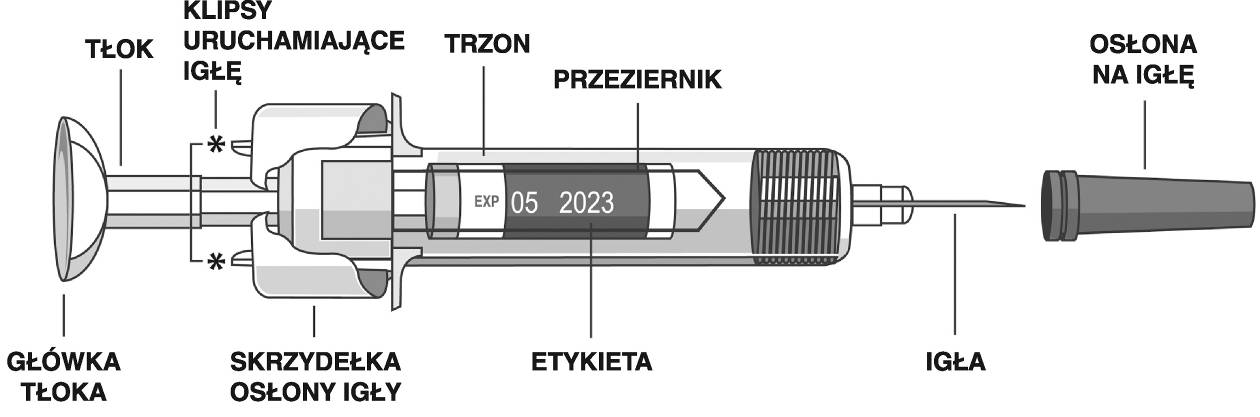 KLIPSY
URUCHAMIAJĄCE
IGŁĘ
TŁOK
TRZON
PRZEZIERNIK
OSŁONA
NA IGŁĘ
*
*
EXP 05 2023
GŁÓWKA
TŁOKA
SKRZYDEŁKA
OSŁONY IGŁY
ETYKIETA
IGŁA